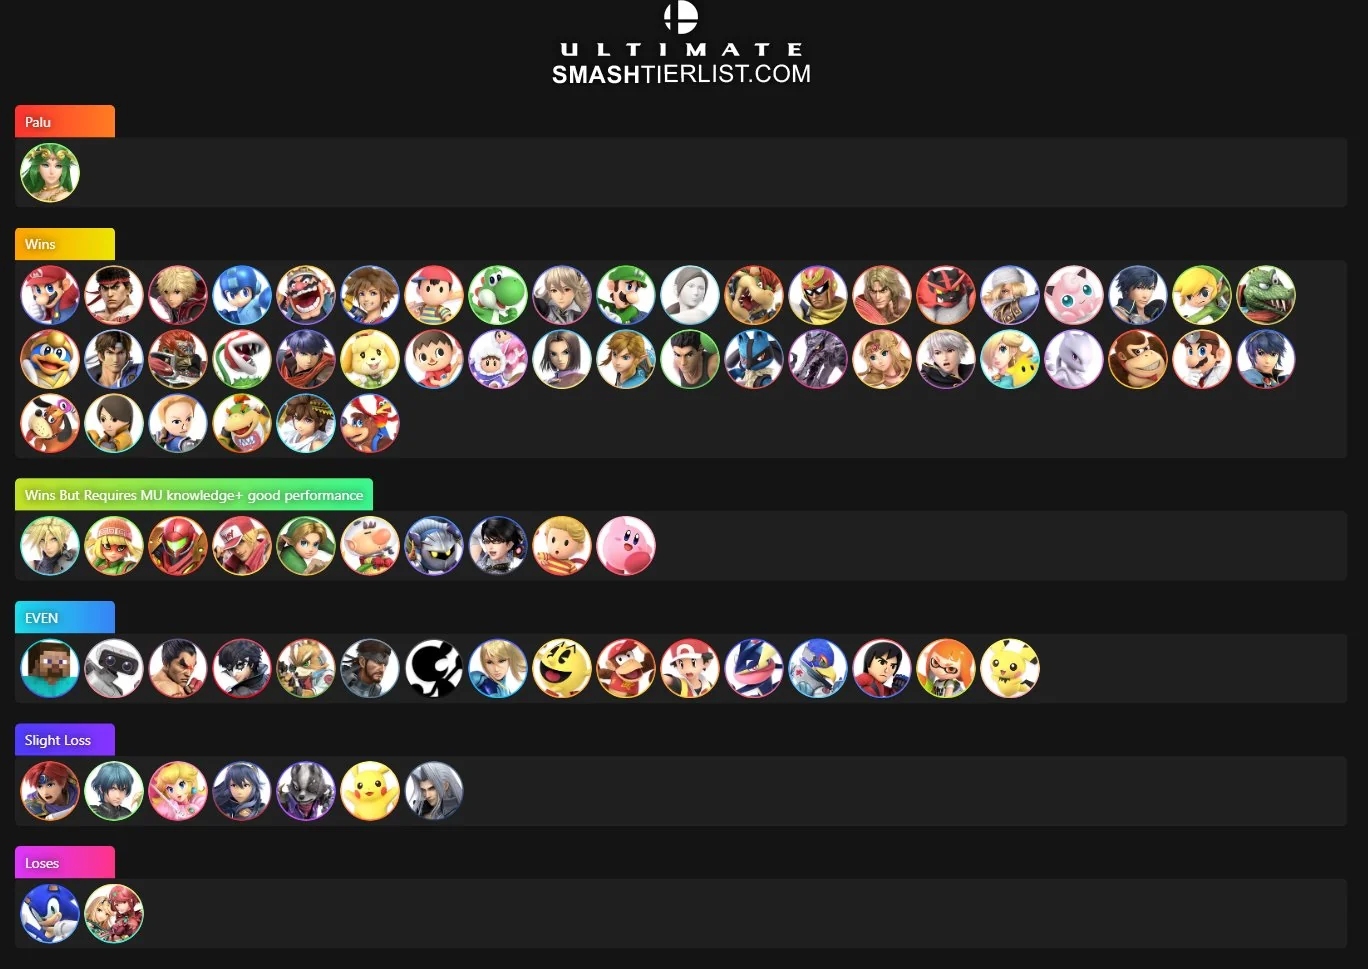 ULTIMATE
SMASHTIERLIST.COM
Palu
Wins
Wins But Requires MU knowledge+ good performance
EVEN
Slight Loss
Loses